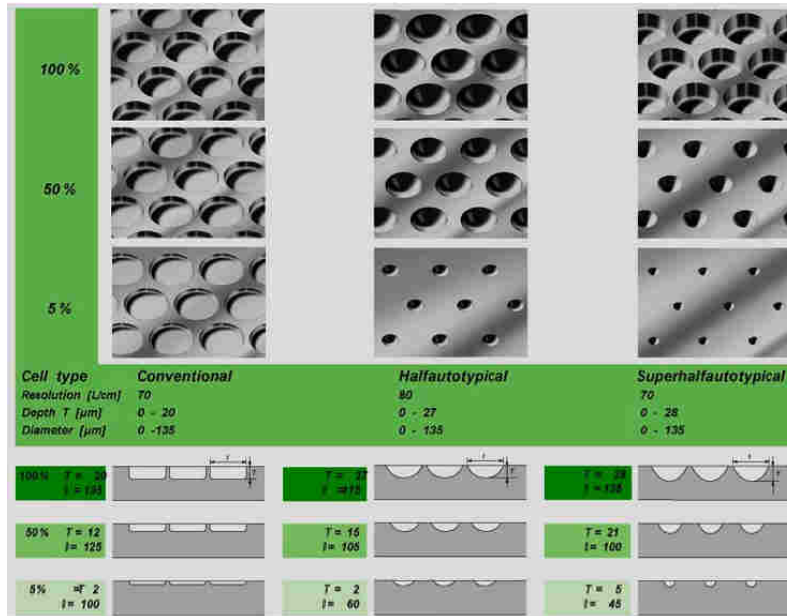 100%
50%
5%
Cell type Conventional Halfautotypical Superhalfautotypical
Resolution [L/cm] 70 80 70
Depth T [µm] 0 - 20 0 - 27 0 - 28
Diameter [µm] 0 -135 0 - 135 0 - 135
100% T = 20 T = T = 28
l = 135 l = 135
50% T = 12 T = 15 T = 21
l = 125 l = 105 l = 100
5% T 2 T = 2 T = 5
l = 100 l = 60 l = 45